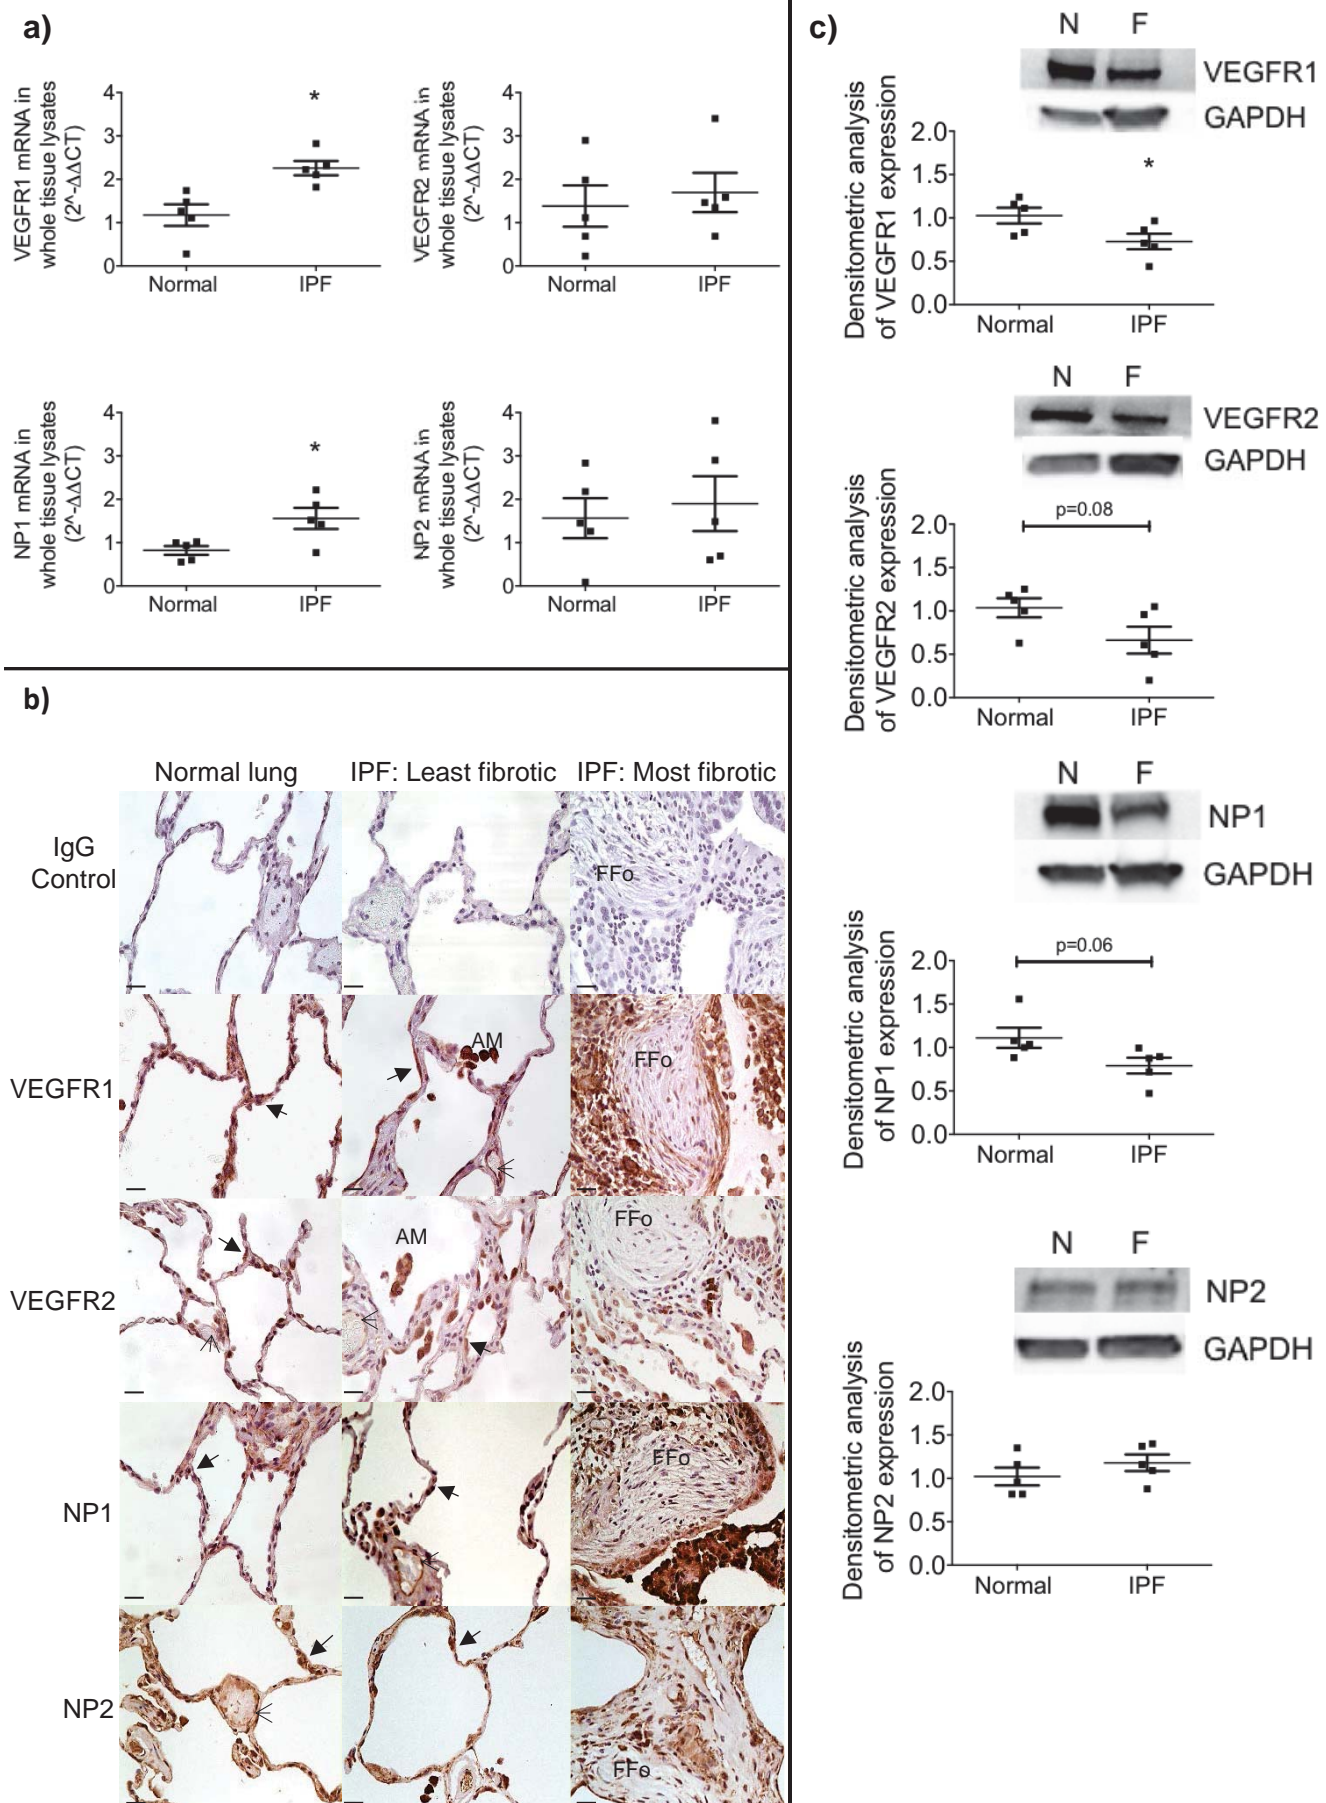 a)
VEGFR1 mRNA in
whole tissue lysates
(2^-ΔΔCT)
4
3
2
1
0
*
Normal
IPF
VEGFR2 mRNA in
whole tissue lysates
(2^-ΔΔCT)
4
3
2
1
0
Normal
IPF
NP1 mRNA in
whole tissue lysates
(2^-ΔΔCT)
4
3
2
1
0
*
Normal
IPF
NP2 mRNA in
whole tissue lysates
(2^-ΔΔCT)
4
3
2
1
0
Normal
IPF
b)
Normal lung
IPF: Least fibrotic
IPF: Most fibrotic
IgG
Control
FFo
VEGFR1
AM
FFo
VEGFR2
AM
FFo
NP1
FFo
NP2
FFo
c)
N F
VEGFR1
GAPDH
Densitometric analysis
of VEGFR1 expression
2.0
1.5
1.0
0.5
0.0
*
Normal
IPF
N F
VEGFR2
GAPDH
Densitometric analysis
of VEGFR2 expression
p=0.08
2.0
1.5
1.0
0.5
0.0
Normal
IPF
N F
NP1
GAPDH
Densitometric analysis
of NP1 expression
p=0.06
2.0
1.5
1.0
0.5
0.0
Normal
IPF
N F
NP2
GAPDH
Densitometric analysis
of NP2 expression
2.0
1.5
1.0
0.5
0.0
Normal
IPF